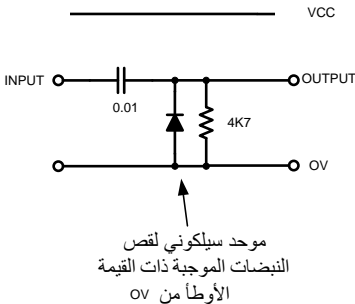 VCC
INPUT
OUTPUT
0.01
4K7
OV
موحد سيلكوني لقص
النبضات الموجبة ذات القيمة
الأوطأ من OV